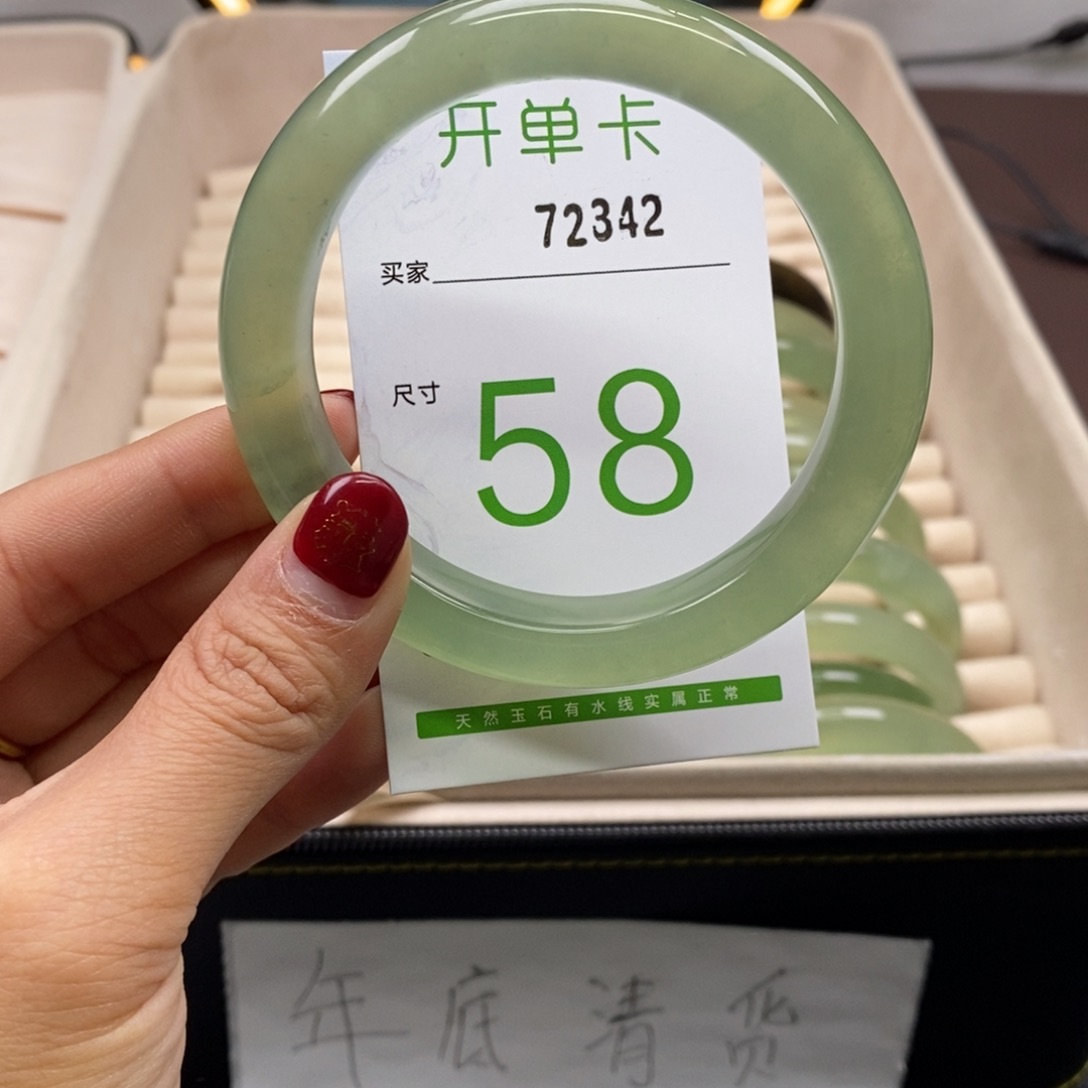 开单卡
72342
买家
尺寸 58
天然玉石有水线实属正常
年底清货